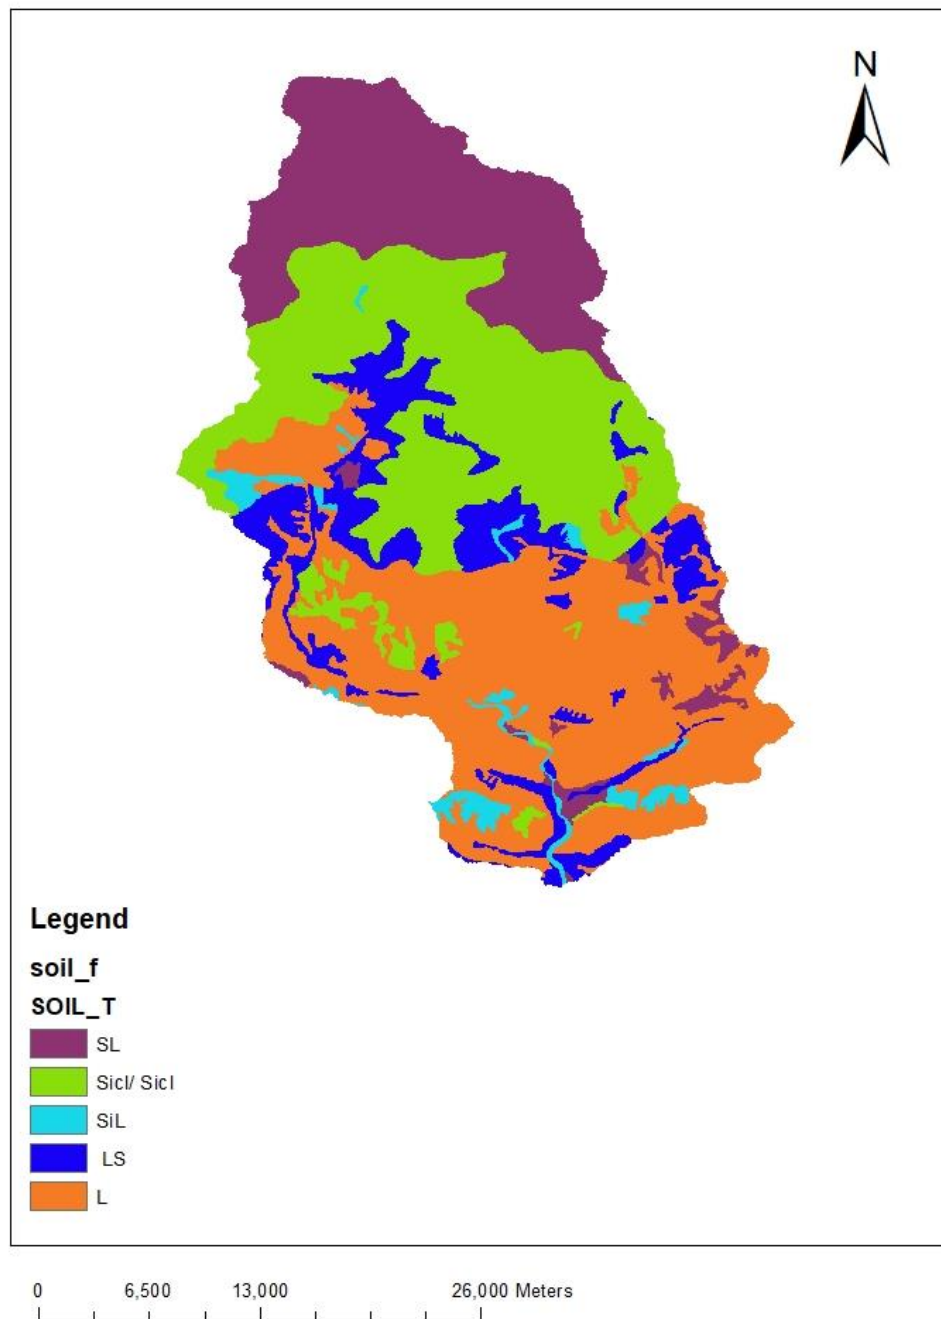 N
Legend
soil_f
SOIL_T
SL
Sicl/ Sicl
SiL
LS
L
0 6,500 13,000 26,000 Meters